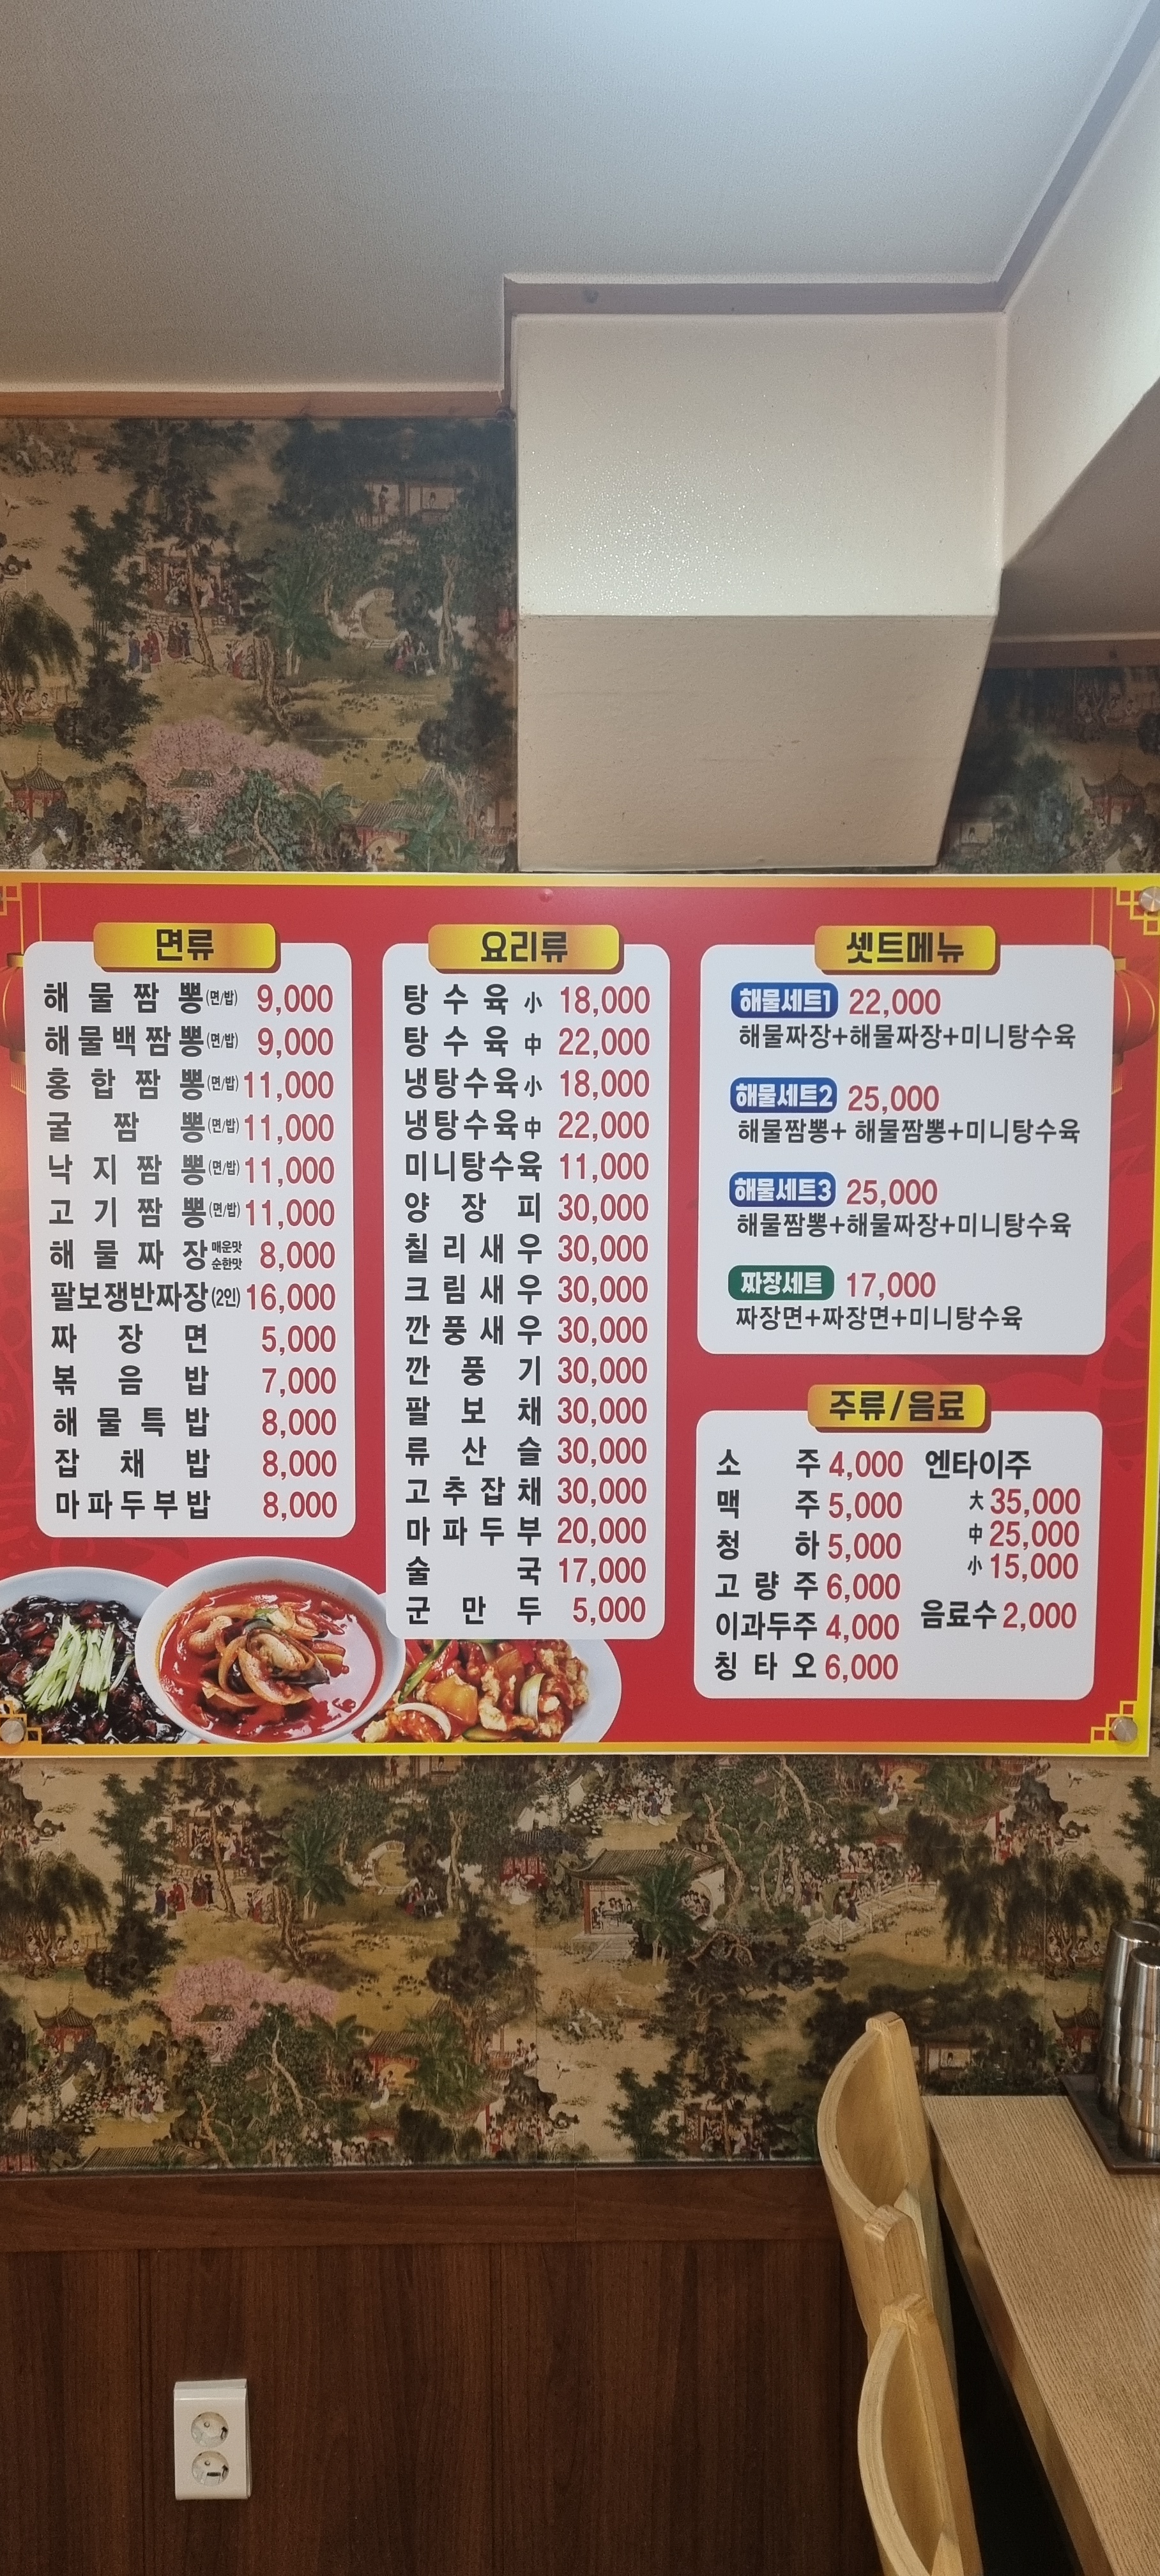 면류
해물짬뽕(면/밥) 9,000
해물백짬뽕(면/밥) 9,000
홍합짬뽕(면/밥) 11,000
굴짬뽕(면/밥) 11,000
낙지짬뽕(면/밥) 11,000
고기짬뽕(면/밥) 11,000
해물짜장 매운맛 순한맛 8,000
팔보쟁반짜장(2인) 16,000
짜장면 5,000
볶음밥 7,000
해물특밥 8,000
잡채밥 8,000
마파두부밥 8,000
요리류
탕수육 小 18,000
탕수육 中 22,000
냉탕수육 小 18,000
냉탕수육 中 22,000
미니탕수육 11,000
양장피 30,000
칠리새우 30,000
크림새우 30,000
깐풍새우 30,000
깐풍기 30,000
팔보채 30,000
류산슬 30,000
고추잡채 30,000
마파두부 20,000
술국 17,000
군만두 5,000
셋트메뉴
해물세트1 22,000
해물짜장+해물짜장+미니탕수육
해물세트2 25,000
해물짬뽕+ 해물짬뽕+미니탕수육
해물세트3 25,000
해물짬뽕+해물짜장+미니탕수육
짜장세트 17,000
짜장면+짜장면+미니탕수육
주류/음료
소주 4,000
맥주 5,000
청하 5,000
고량주 6,000
이과두주 4,000
칭타오 6,000
엔타이주
大 35,000
中 25,000
小 15,000
음료수 2,000